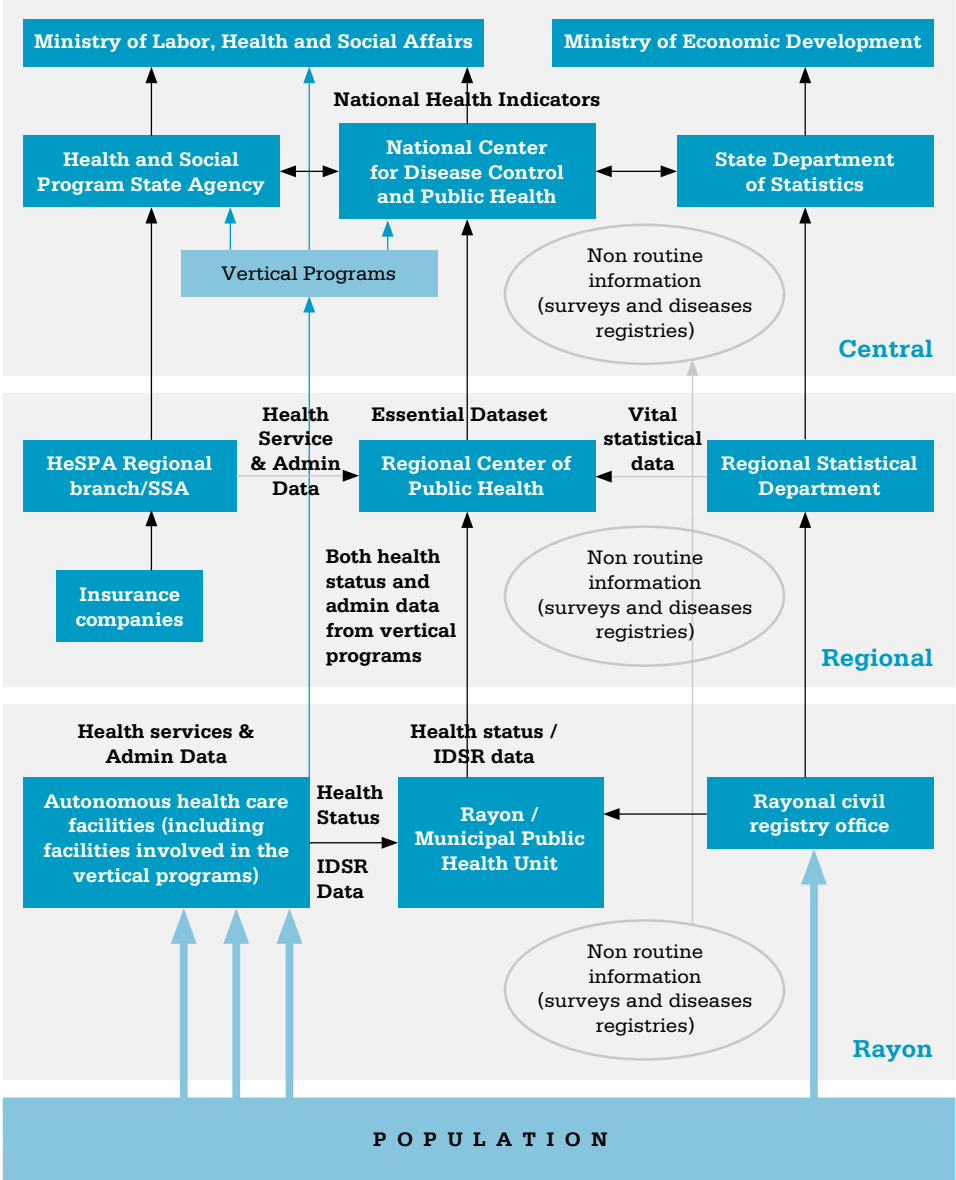 Ministry of Labor, Health and Social Affairs
Ministry of Economic Development
National Health Indicators
Health and Social
Program State Agency
National Center
for Disease Control
and Public Health
State Department
of Statistics
Vertical Programs
Non routine
information
(surveys and diseases
registries)
Central
Health
Service
& Admin
Data
Essential Dataset
Vital
statistical
data
HeSPA Regional
branch/SSA
Regional Center of
Public Health
Regional Statistical
Department
Insurance
companies
Both health
status and
admin data
from vertical
programs
Non routine
information
(surveys and diseases
registries)
Regional
Health services &
Admin Data
Health status /
IDSR data
Autonomous health care
facilities (including
facilities involved in the
vertical programs)
Health
Status
IDSR
Data
Rayon /
Municipal Public
Health Unit
Rayonal civil
registry office
Non routine
information
(surveys and diseases
registries)
Rayon
POPULATION